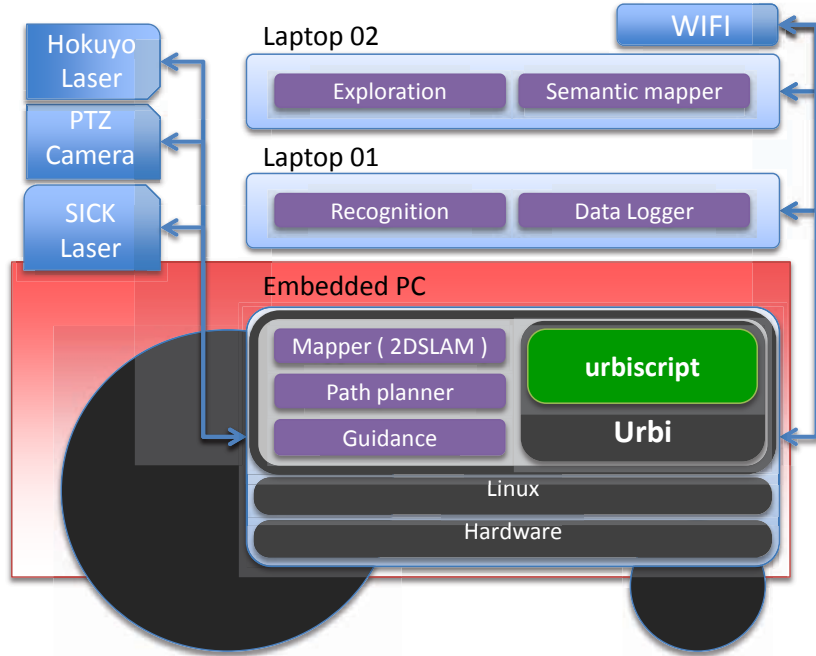 Hokuyo
Laser
PTZ
Camera
SICK
Laser
WIFI
Laptop 02
Exploration
Semantic mapper
Laptop 01
Recognition
Data Logger
Embedded PC
Mapper ( 2DSLAM )
Path planner
Guidance
urbiscript
Urbi
Linux
Hardware